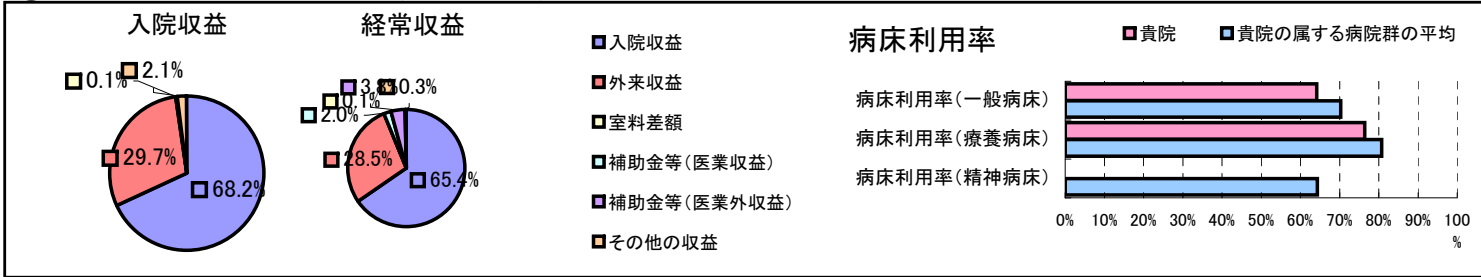 入院収益
0.1%
2.1%
29.7%
68.2%
経常収益
3.8%
0.3%
0.1%
2.0%
28.5%
65.4%
入院収益
外来収益
室料差額
補助金等(医業収益)
補助金等(医業外収益)
その他の収益
病床利用率
貴院
貴院の属する病院群の平均
病床利用率(一般病床)
病床利用率(療養病床)
病床利用率(精神病床)
0% 10% 20% 30% 40% 50% 60% 70% 80% 90% 100
%